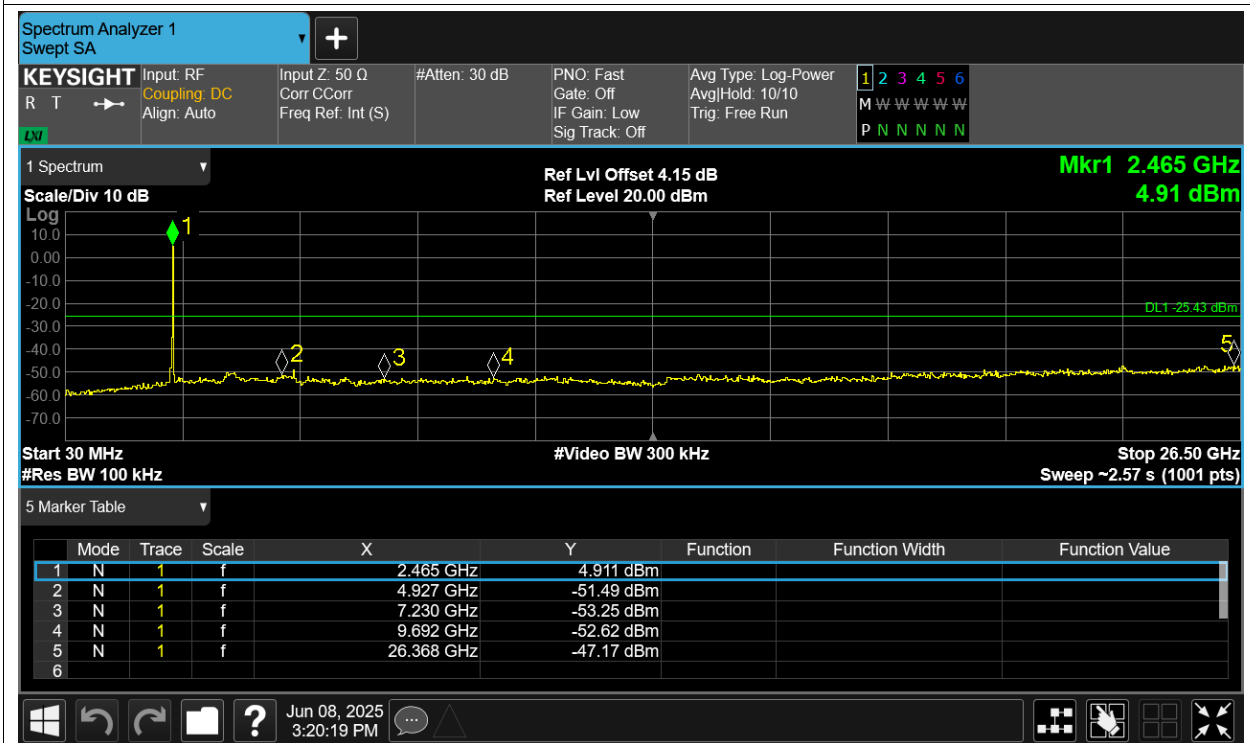 Spectrum Analyzer 1
Swept SA
KEYSIGHT Input: RF Input Z: 50 Ω #Atten: 30 dB PNO: Fast Avg Type: Log-Power 1 2 3 4 5 6
R T Coupling: DC Corr CCorr Gate: Off Avg|Hold: 10/10 M W W W W W
Align: Auto Freq Ref: Int (S) IF Gain: Low Trig: Free Run
LXI Sig Track: Off P N N N N N
1 Spectrum Ref Lvl Offset 4.15 dB Mkr1 2.465 GHz
Scale/Div 10 dB Ref Level 20.00 dBm 4.91 dBm
Log
1
10.0
0.00
-10.0
-20.0
DL1 -25.43 dBm
-30.0
-40.0
2 3 4 5
-50.0
-60.0
-70.0
Start 30 MHz #Video BW 300 kHz Stop 26.50 GHz
#Res BW 100 kHz Sweep ~2.57 s (1001 pts)
5 Marker Table
Mode Trace Scale X Y Function Function Width Function Value
1 N 1 f 2.465 GHz 4.911 dBm
2 N 1 f 4.927 GHz -51.49 dBm
3 N 1 f 7.230 GHz -53.25 dBm
4 N 1 f 9.692 GHz -52.62 dBm
5 N 1 f 26.368 GHz -47.17 dBm
6
? Jun 08, 2025
3:20:19 PM